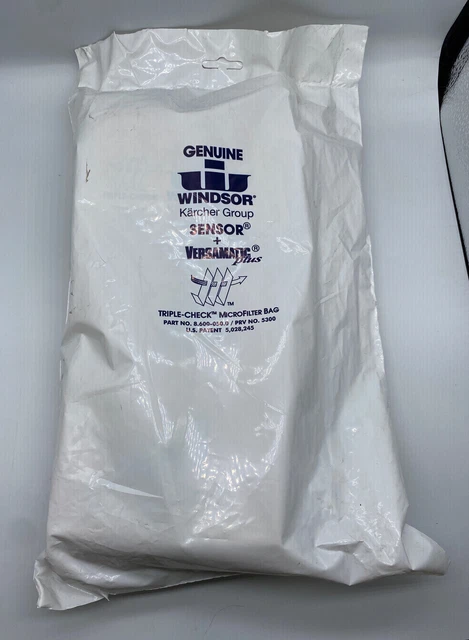 GENUINE
WINDSOR®
Kärcher Group
SENSOR®
+
VERSAMATIC®
plus
TM
TRIPLE-CHECK™ MICROFILTER BAG
PART NO. 8.600-050.0 / PRV NO. 5300
U.S. PATENT 5,028,245